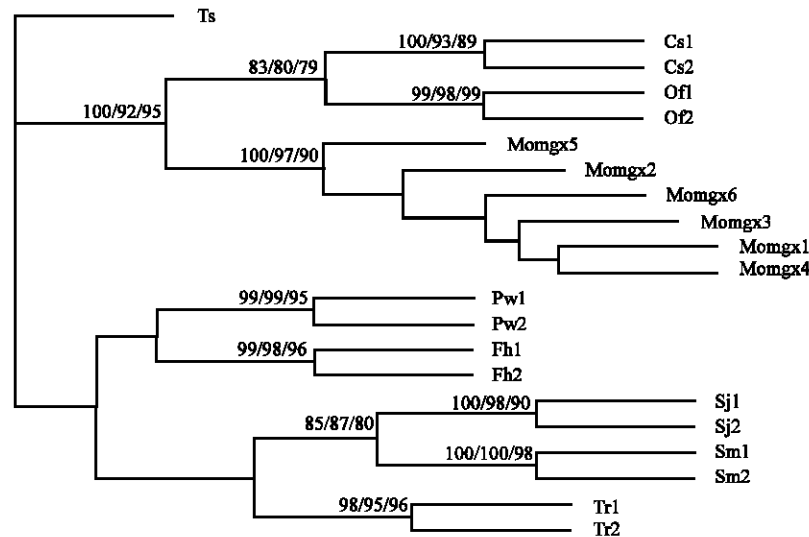 Ts
100/93/89
Cs1
83/80/79
Cs2
99/98/99
Of1
100/92/95
Of2
100/97/90
Momgx5
Momgx2
Momgx6
Momgx3
Momgx1
Momgx4
99/99/95
Pw1
Pw2
99/98/96
Fh1
Fh2
100/98/90
Sj1
85/87/80
Sj2
100/100/98
Sm1
Sm2
98/95/96
Tr1
Tr2